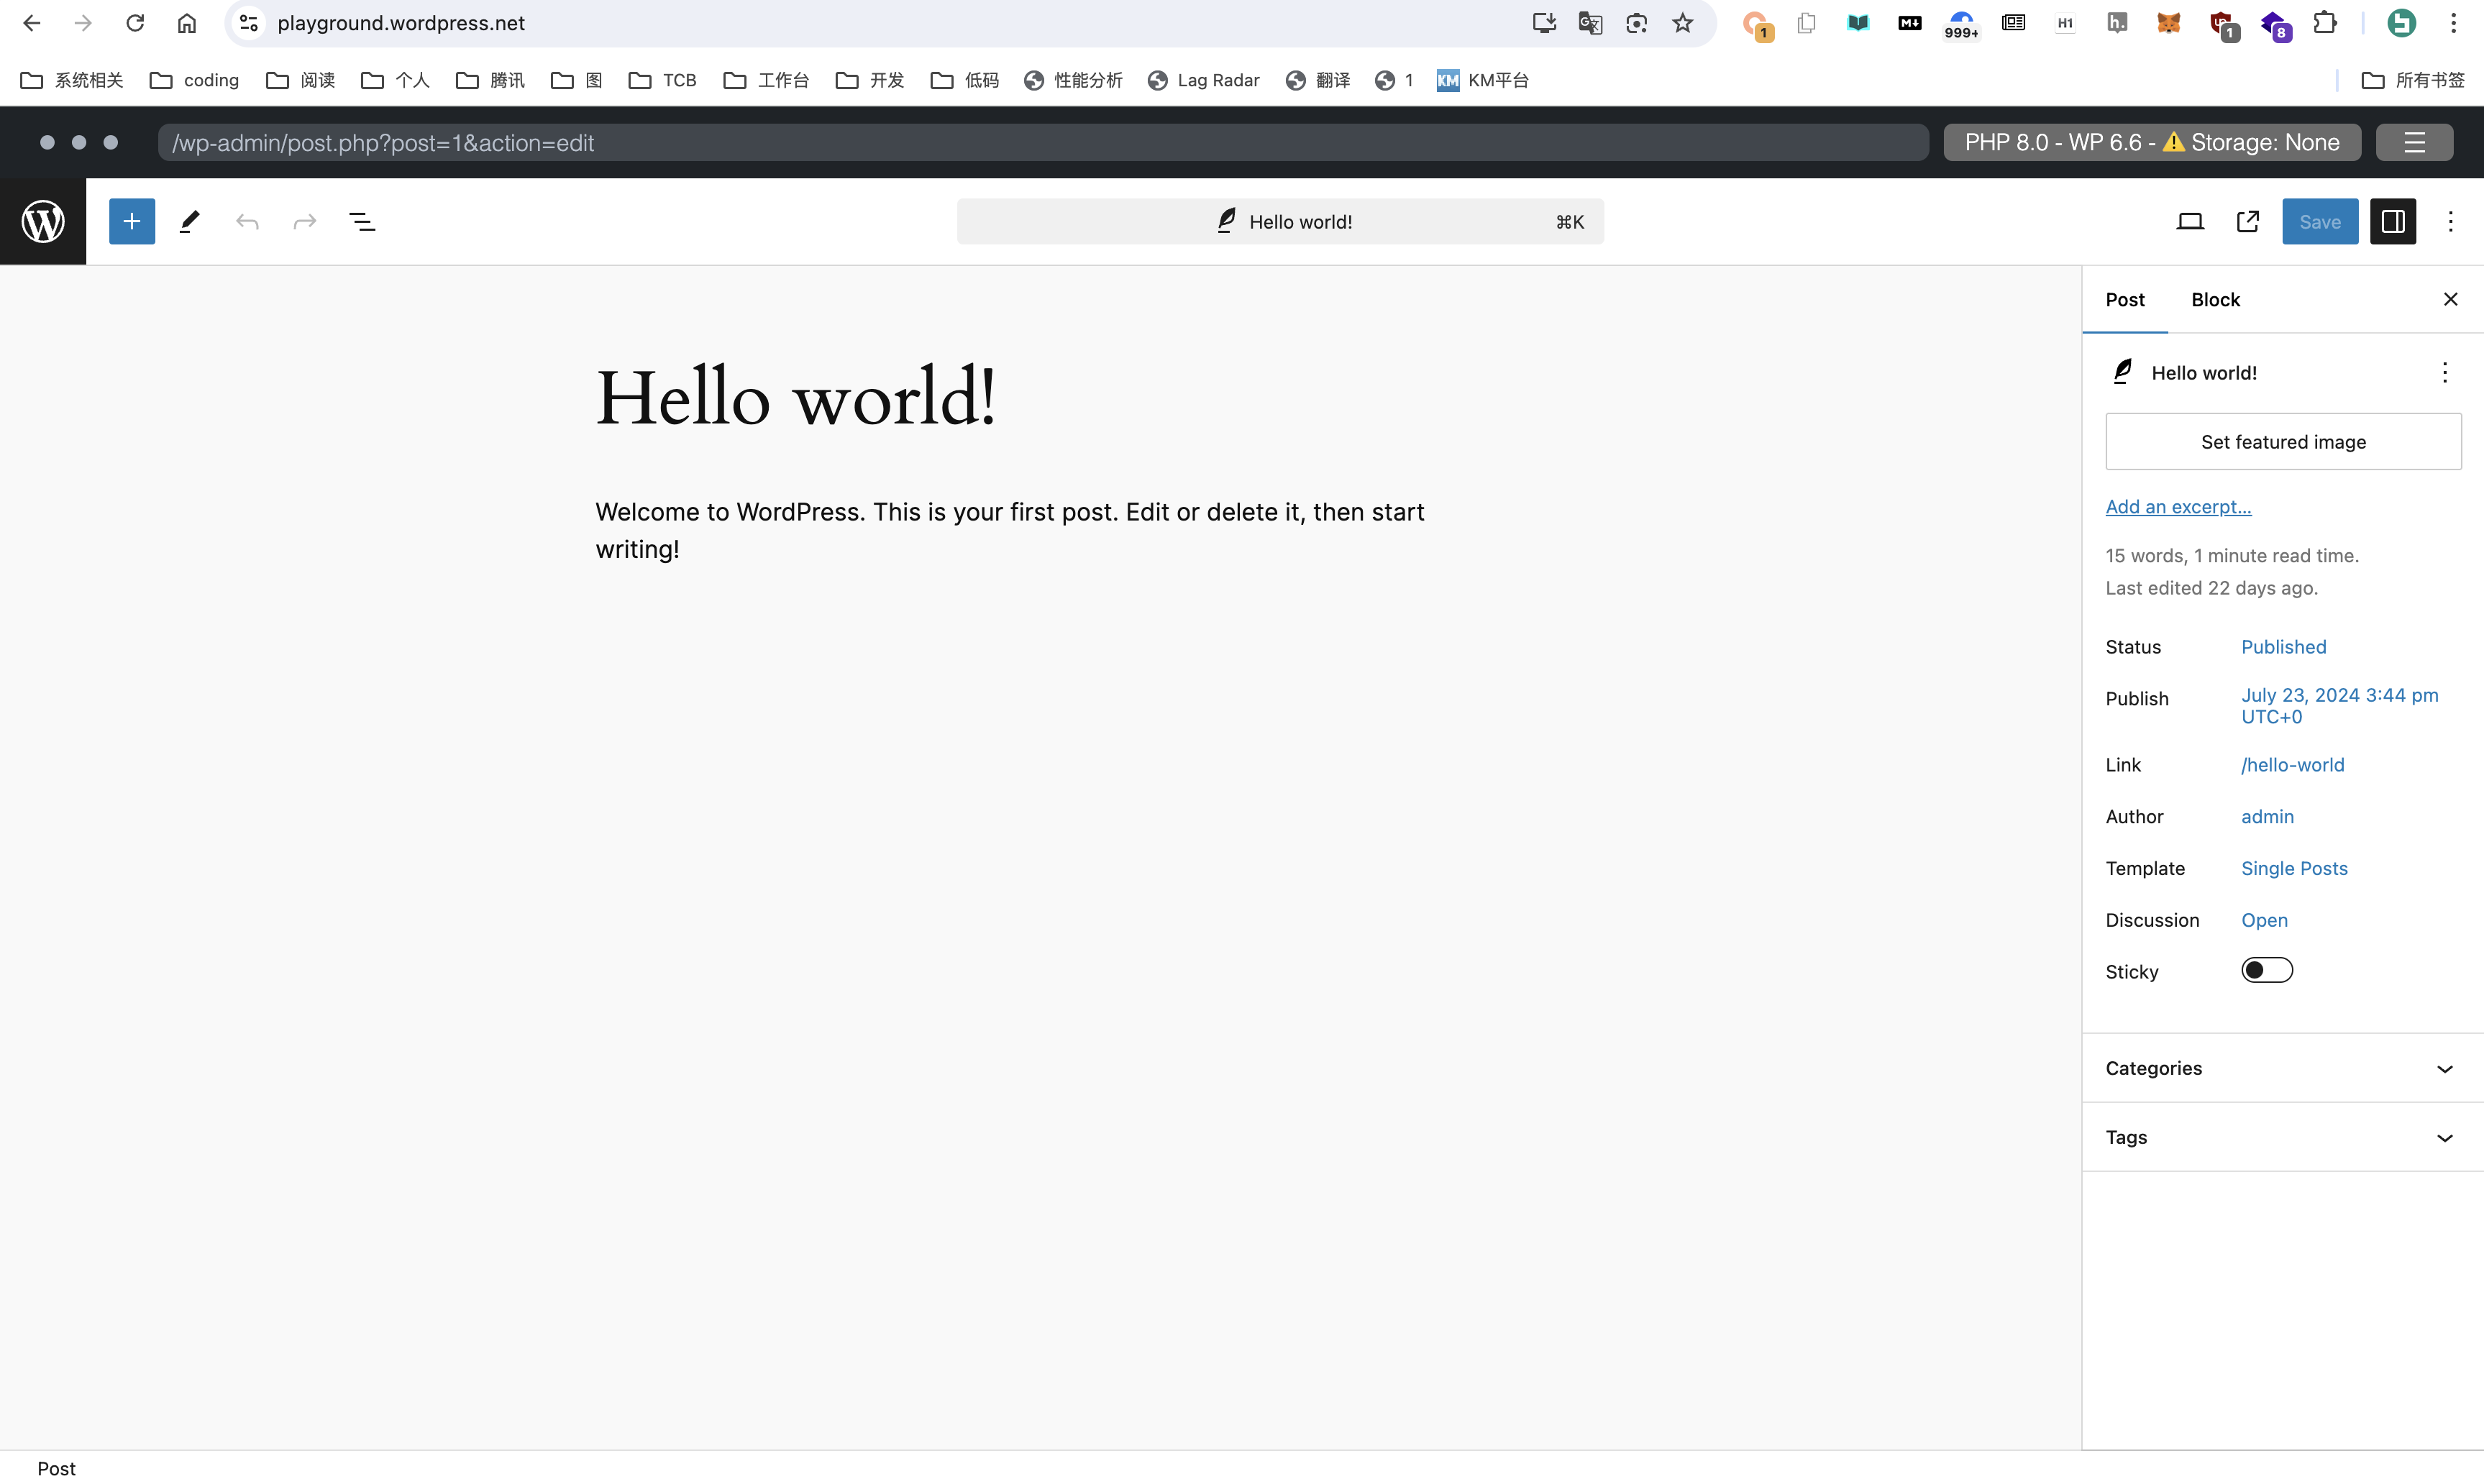 playground.wordpress.net
1
M↓
999+
H1
h.
1
8
系统相关 coding 阅读 个人 腾讯 图 TCB 工作台 开发 低码 性能分析 Lag Radar 翻译 1 KM KM平台 所有书签
/wp-admin/post.php?post=1&action=edit
PHP 8.0 - WP 6.6 - ⚠️ Storage: None
Hello world! ⌘K
Save
Post Block
Hello world!
Set featured image
Add an excerpt...
15 words, 1 minute read time.
Last edited 22 days ago.
Status Published
Publish July 23, 2024 3:44 pm
UTC+0
Link /hello-world
Author admin
Template Single Posts
Discussion Open
Sticky
Categories
Tags
Hello world!
Welcome to WordPress. This is your first post. Edit or delete it, then start
writing!
Post